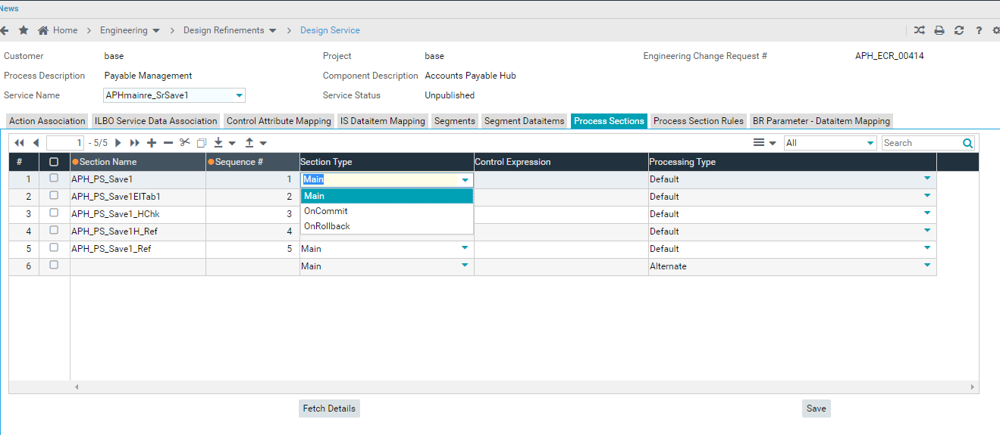 News
Home > Engineering > Design Refinements > Design Service
Customer base Project base Engineering Change Request # APH_ECR_00414
Process Description Payable Management Component Description Accounts Payable Hub
Service Name APHmainre_SrSave1 Service Status Unpublished
Action Association ILBO Service Data Association Control Attribute Mapping IS Dataitem Mapping Segments Segment Dataitems Process Sections Process Section Rules BR Parameter - Dataitem Mapping
1 - 5/5 All Search
# Section Name Sequence # Section Type Control Expression Processing Type
1 APH_PS_Save1 1 Main Default
2 APH_PS_Save1ElTab1 2 Main Default
3 APH_PS_Save1_HChk 3 OnCommit Default
4 APH_PS_Save1H_Ref 4 OnRollback Default
5 APH_PS_Save1_Ref 5 Main Default
6 Main Alternate
Fetch Details Save